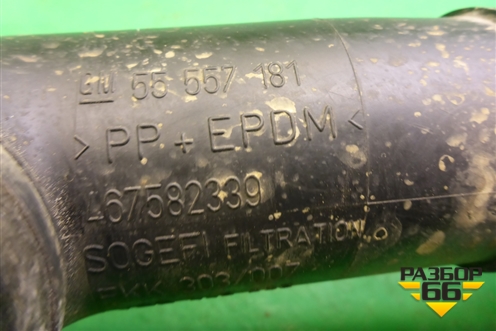 GM 55 557 181
>PP + EPDM<
467582339
SOGEFI FILTRATION
РАЗБОР
66